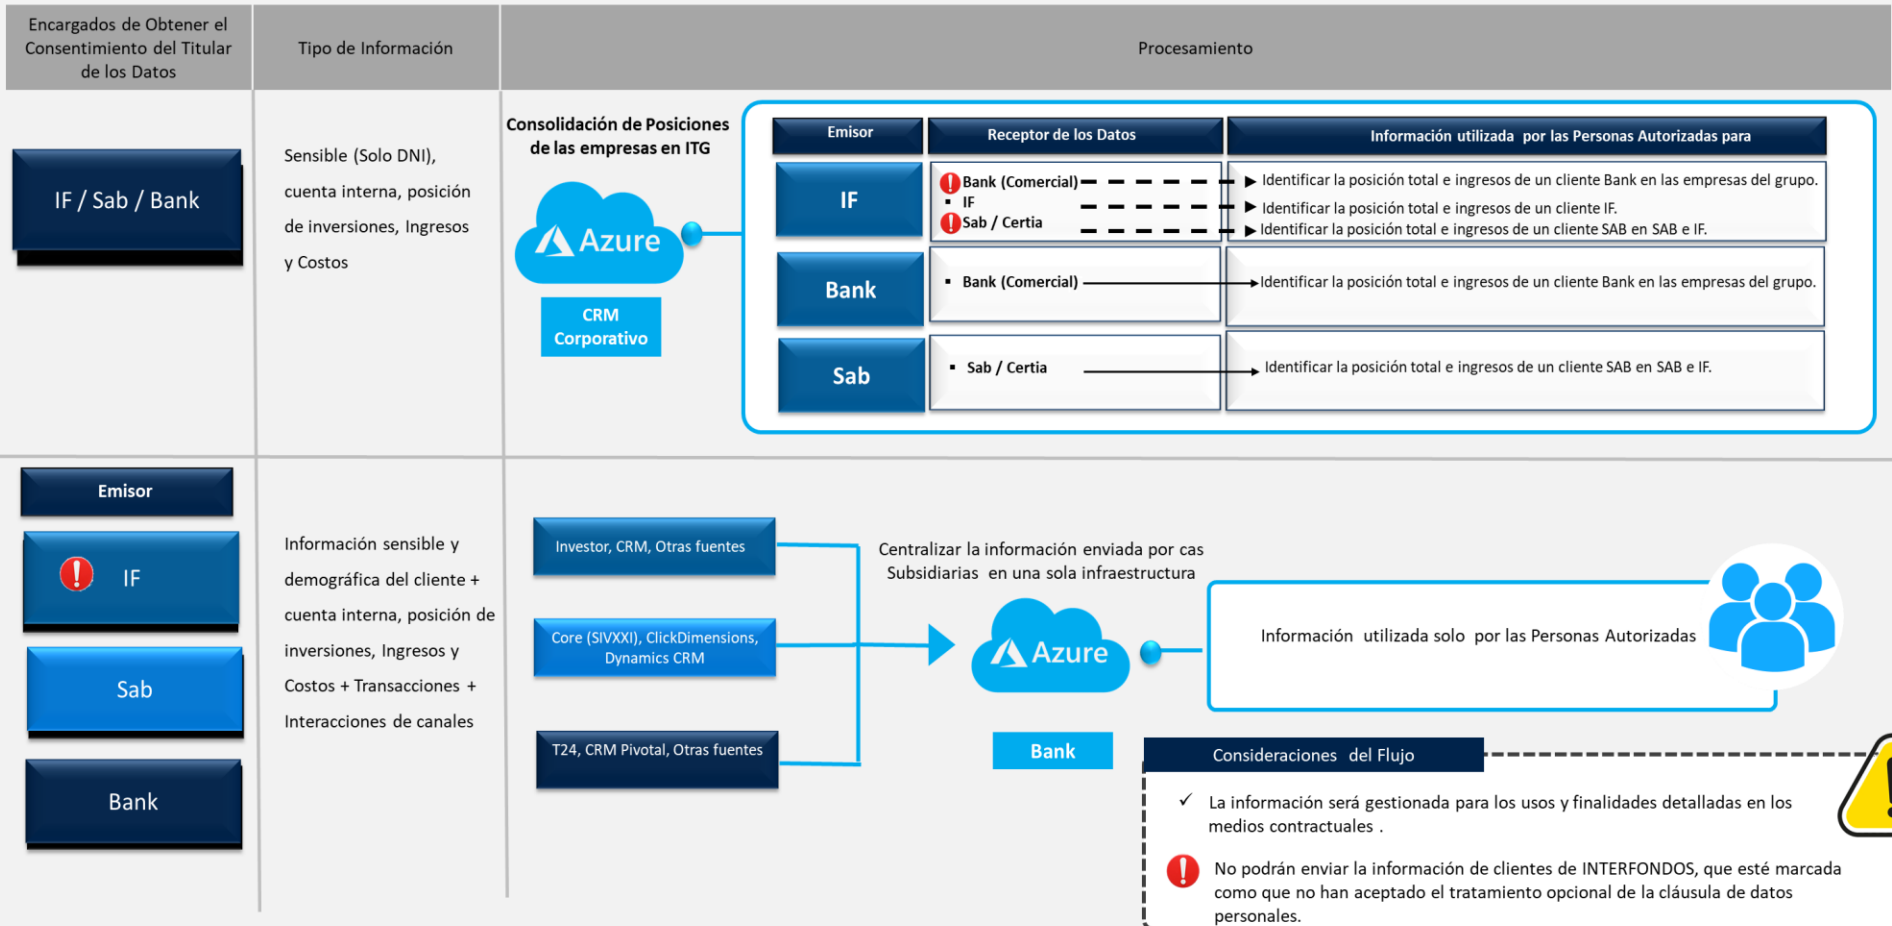 Encargados de Obtener el
Consentimiento del Titular
de los Datos
Tipo de Información
Procesamiento
IF / Sab / Bank
Sensible (Solo DNI),
cuenta interna, posición
de inversiones, Ingresos
y Costos
Consolidación de Posiciones
de las empresas en ITG
Azure
CRM
Corporativo
Emisor
Receptor de los Datos
Información utilizada por las Personas Autorizadas para
IF
Bank (Comercial)
IF
Sab / Certia
Identificar la posición total e ingresos de un cliente Bank en las empresas del grupo.
Identificar la posición total e ingresos de un cliente IF.
Identificar la posición total e ingresos de un cliente SAB en SAB e IF.
Bank
Bank (Comercial)
Identificar la posición total e ingresos de un cliente Bank en las empresas del grupo.
Sab
Sab / Certia
Identificar la posición total e ingresos de un cliente SAB en SAB e IF.
Emisor
IF
Sab
Bank
Información sensible y
demográfica del cliente +
cuenta interna, posición de
inversiones, Ingresos y
Costos + Transacciones +
Interacciones de canales
Investor, CRM, Otras fuentes
Core (SIVXXI), ClickDimensions,
Dynamics CRM
T24, CRM Pivotal, Otras fuentes
Centralizar la información enviada por cas
Subsidiarias en una sola infraestructura
Azure
Bank
Información utilizada solo por las Personas Autorizadas
Consideraciones del Flujo
✓ La información será gestionada para los usos y finalidades detalladas en los
medios contractuales .
No podrán enviar la información de clientes de INTERFONDOS, que esté marcada
como que no han aceptado el tratamiento opcional de la cláusula de datos
personales.